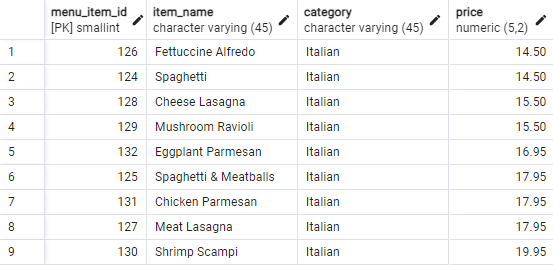 menu_item_id item_name category price
[PK] smallint character varying (45) character varying (45) numeric (5,2)
1 126 Fettuccine Alfredo Italian 14.50
2 124 Spaghetti Italian 14.50
3 128 Cheese Lasagna Italian 15.50
4 129 Mushroom Ravioli Italian 15.50
5 132 Eggplant Parmesan Italian 16.95
6 125 Spaghetti & Meatballs Italian 17.95
7 131 Chicken Parmesan Italian 17.95
8 127 Meat Lasagna Italian 17.95
9 130 Shrimp Scampi Italian 19.95